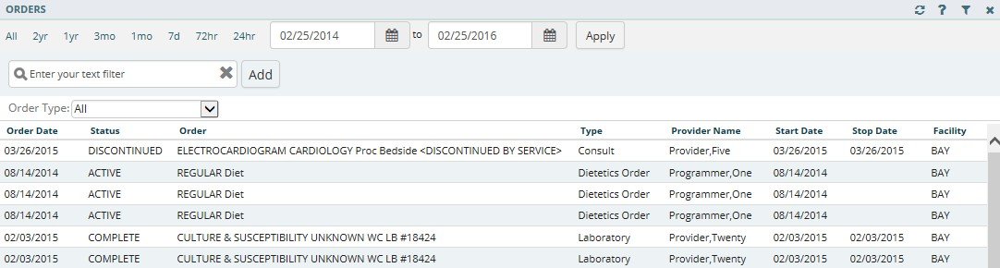 ORDERS
All 2yr 1yr 3mo 1mo 7d 72hr 24hr 02/25/2014 to 02/25/2016 Apply
Enter your text filter Add
Order Type: All
Order Date Status Order Type Provider Name Start Date Stop Date Facility
03/26/2015 DISCONTINUED ELECTROCARDIOGRAM CARDIOLOGY Proc Bedside <DISCONTINUED BY SERVICE> Consult Provider,Five 03/26/2015 03/26/2015 BAY
08/14/2014 ACTIVE REGULAR Diet Dietetics Order Programmer,One 08/14/2014 BAY
08/14/2014 ACTIVE REGULAR Diet Dietetics Order Programmer,One 08/14/2014 BAY
08/14/2014 ACTIVE REGULAR Diet Dietetics Order Programmer,One 08/14/2014 BAY
02/03/2015 COMPLETE CULTURE & SUSCEPTIBILITY UNKNOWN WC LB #18424 Laboratory Provider,Twenty 02/03/2015 02/03/2015 BAY
02/03/2015 COMPLETE CULTURE & SUSCEPTIBILITY UNKNOWN WC LB #18424 Laboratory Provider,Twenty 02/03/2015 02/03/2015 BAY